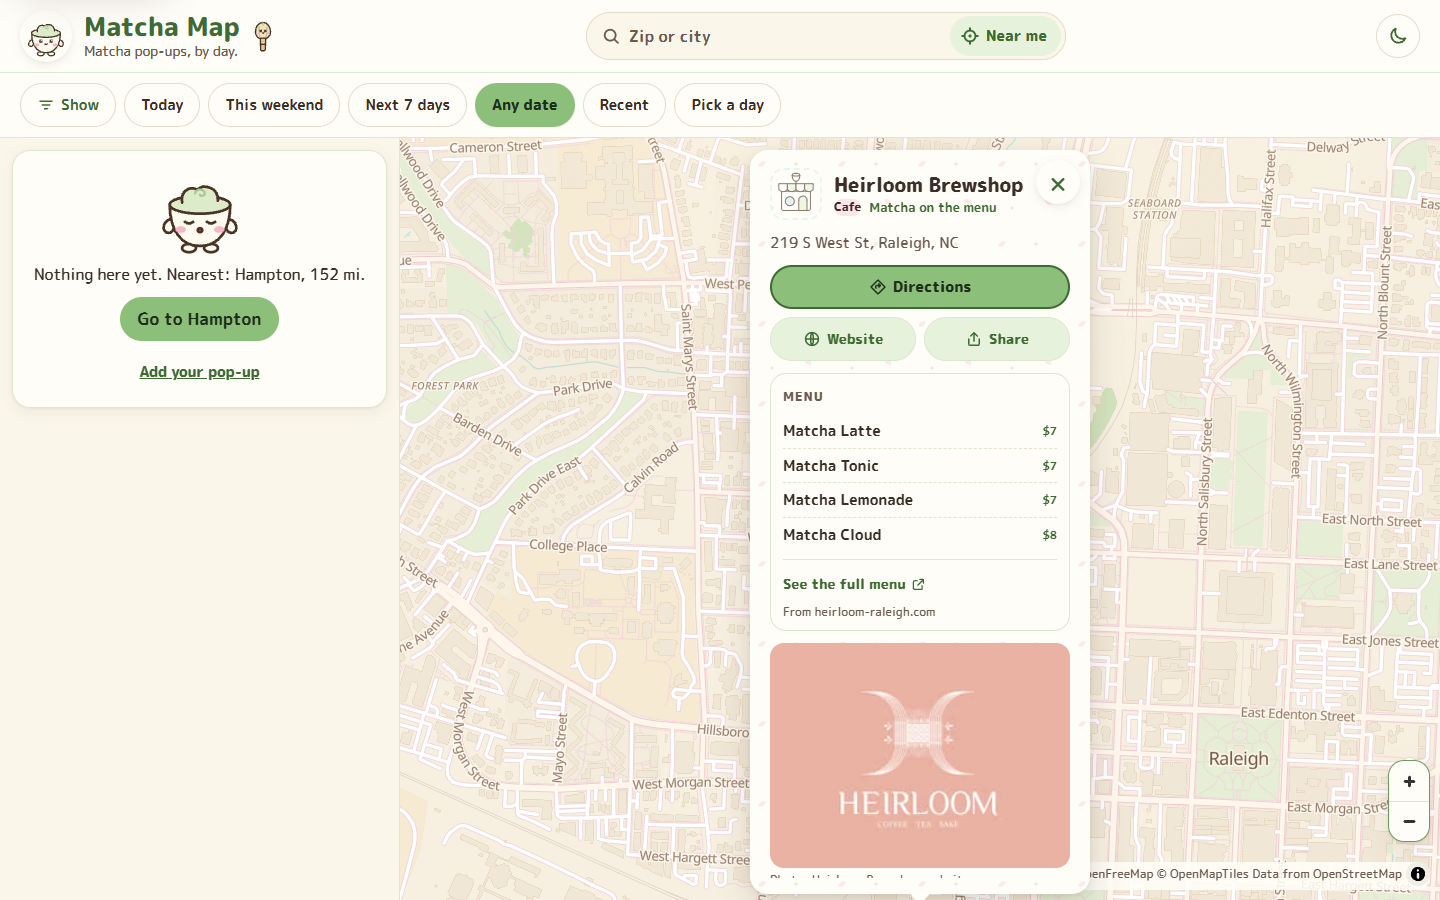 Matcha Map
Matcha pop-ups, by day.
Zip or city
Near me
Show
Today
This weekend
Next 7 days
Any date
Recent
Pick a day
Nothing here yet. Nearest: Hampton, 152 mi.
Go to Hampton
Add your pop-up
Heirloom Brewshop
Cafe Matcha on the menu
219 S West St, Raleigh, NC
Directions
Website
Share
MENU
Matcha Latte $7
Matcha Tonic $7
Matcha Lemonade $7
Matcha Cloud $8
See the full menu
From heirloom-raleigh.com
HEIRLOOM
COFFEE TEA SAKE
Cameron Street
Saint Marys Street
FOREST PARK
Park Drive
Barden Drive
Park Drive East
Calvin Road
College Place
West Morgan Street
Mayo Street
West Morgan Street
West Hargett Street
SEABOARD
STATION
Halifax Street
North Blount Street
North Wilmington Street
North Salisbury Street
East North Street
East Lane Street
East Jones Street
East Edenton Street
Raleigh
East Morgan Stre
+
−
OpenMapTiles Data from OpenStreetMap